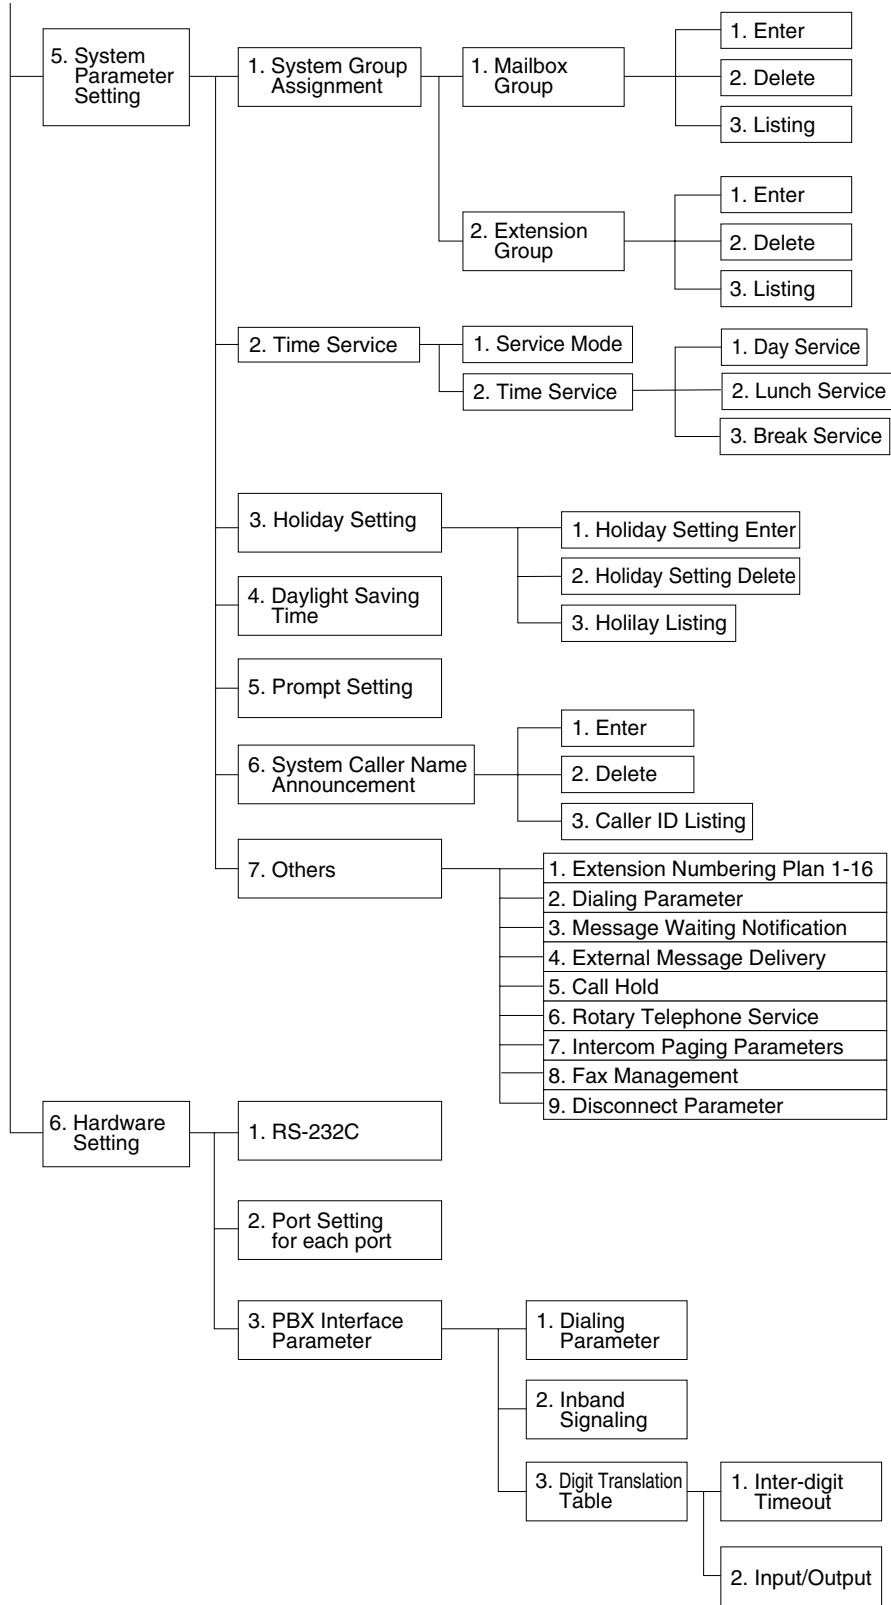 5. System
Parameter
Setting
1. System Group
Assignment
1. Mailbox
Group
1. Enter
2. Delete
3. Listing
2. Extension
Group
1. Enter
2. Delete
3. Listing
2. Time Service
1. Service Mode
2. Time Service
1. Day Service
2. Lunch Service
3. Break Service
3. Holiday Setting
1. Holiday Setting Enter
2. Holiday Setting Delete
3. Holilay Listing
4. Daylight Saving
Time
5. Prompt Setting
6. System Caller Name
Announcement
1. Enter
2. Delete
3. Caller ID Listing
7. Others
1. Extension Numbering Plan 1-16
2. Dialing Parameter
3. Message Waiting Notification
4. External Message Delivery
5. Call Hold
6. Rotary Telephone Service
7. Intercom Paging Parameters
8. Fax Management
9. Disconnect Parameter
6. Hardware
Setting
1. RS-232C
2. Port Setting
for each port
3. PBX Interface
Parameter
1. Dialing
Parameter
2. Inband
Signaling
3. Digit Translation
Table
1. Inter-digit
Timeout
2. Input/Output